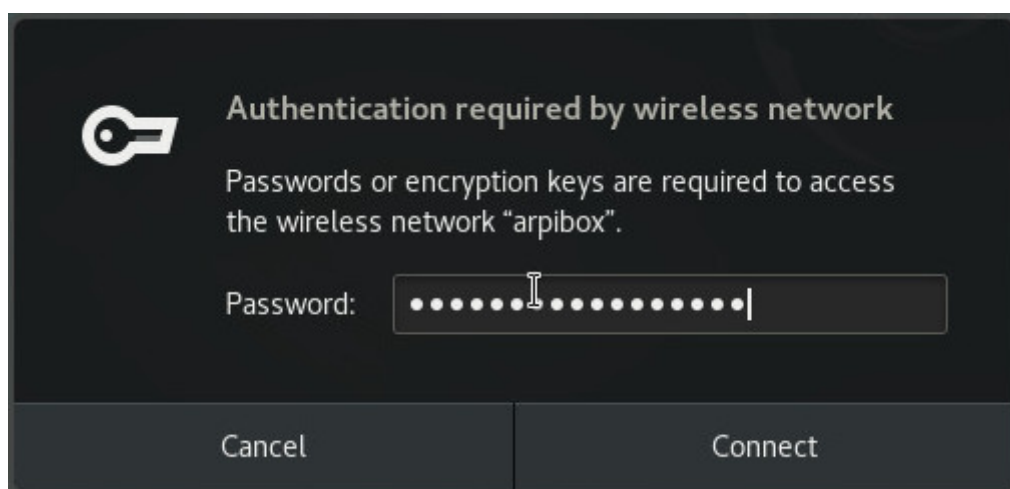 Authentication required by wireless network
Passwords or encryption keys are required to access
the wireless network “arpibox”.
Password: •••••••••••••••••
Cancel Connect